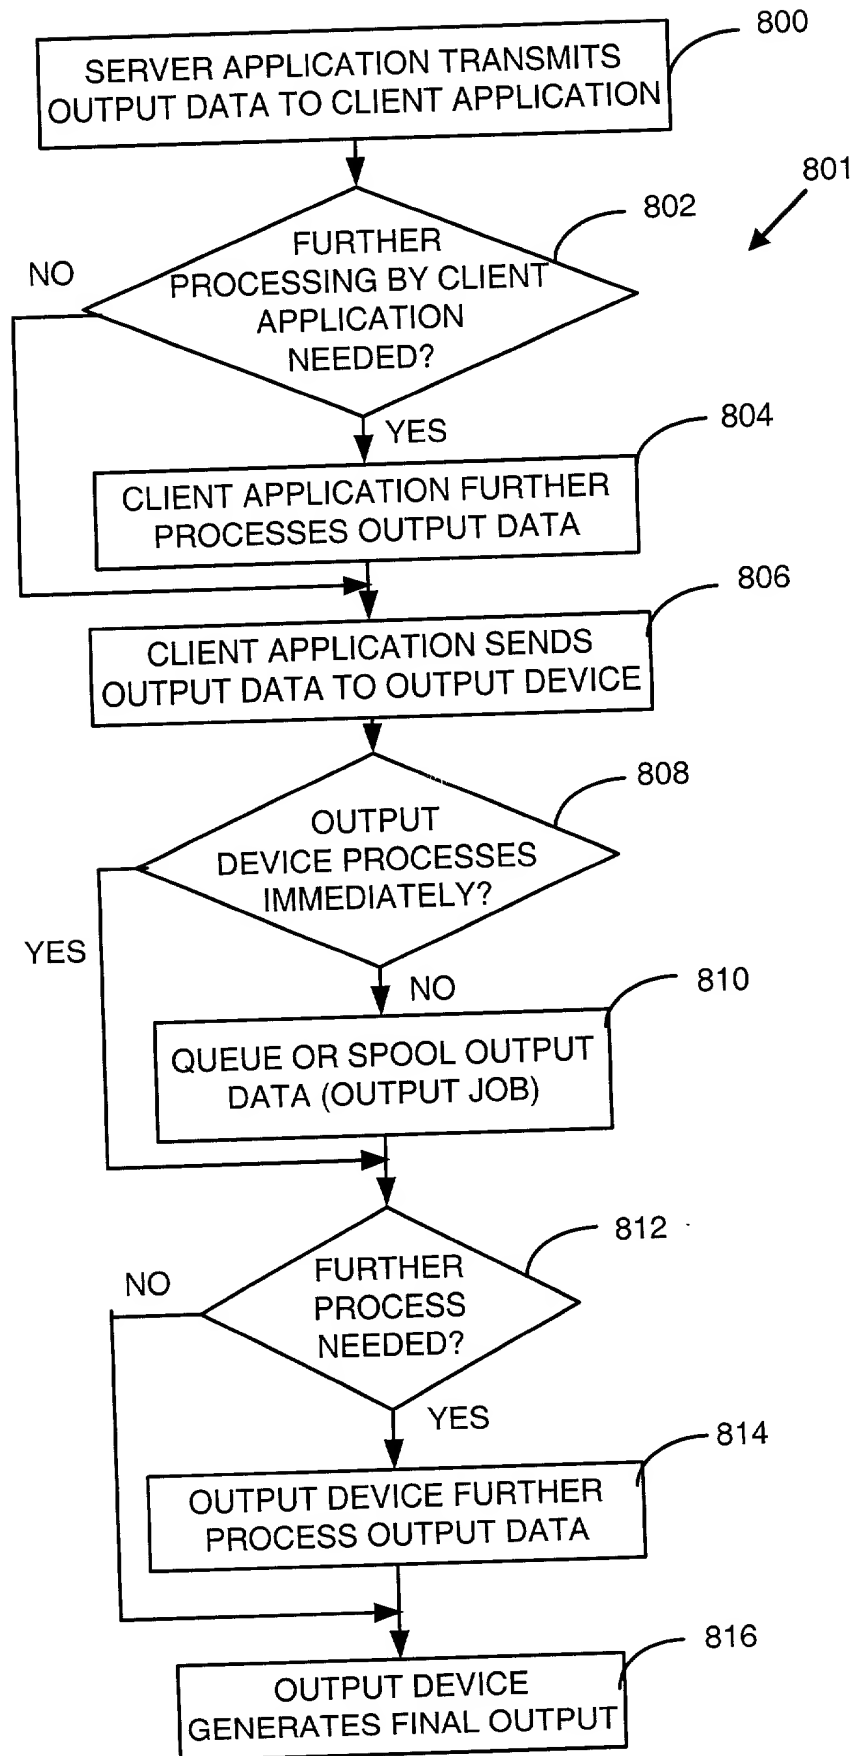 800
SERVER APPLICATION TRANSMITS
OUTPUT DATA TO CLIENT APPLICATION
801
802
FURTHER
PROCESSING BY CLIENT
APPLICATION
NEEDED?
NO
YES
804
CLIENT APPLICATION FURTHER
PROCESSES OUTPUT DATA
806
CLIENT APPLICATION SENDS
OUTPUT DATA TO OUTPUT DEVICE
808
OUTPUT
DEVICE PROCESSES
IMMEDIATELY?
YES
NO
810
QUEUE OR SPOOL OUTPUT
DATA (OUTPUT JOB)
812
NO
FURTHER
PROCESS
NEEDED?
YES
814
OUTPUT DEVICE FURTHER
PROCESS OUTPUT DATA
816
OUTPUT DEVICE
GENERATES FINAL OUTPUT